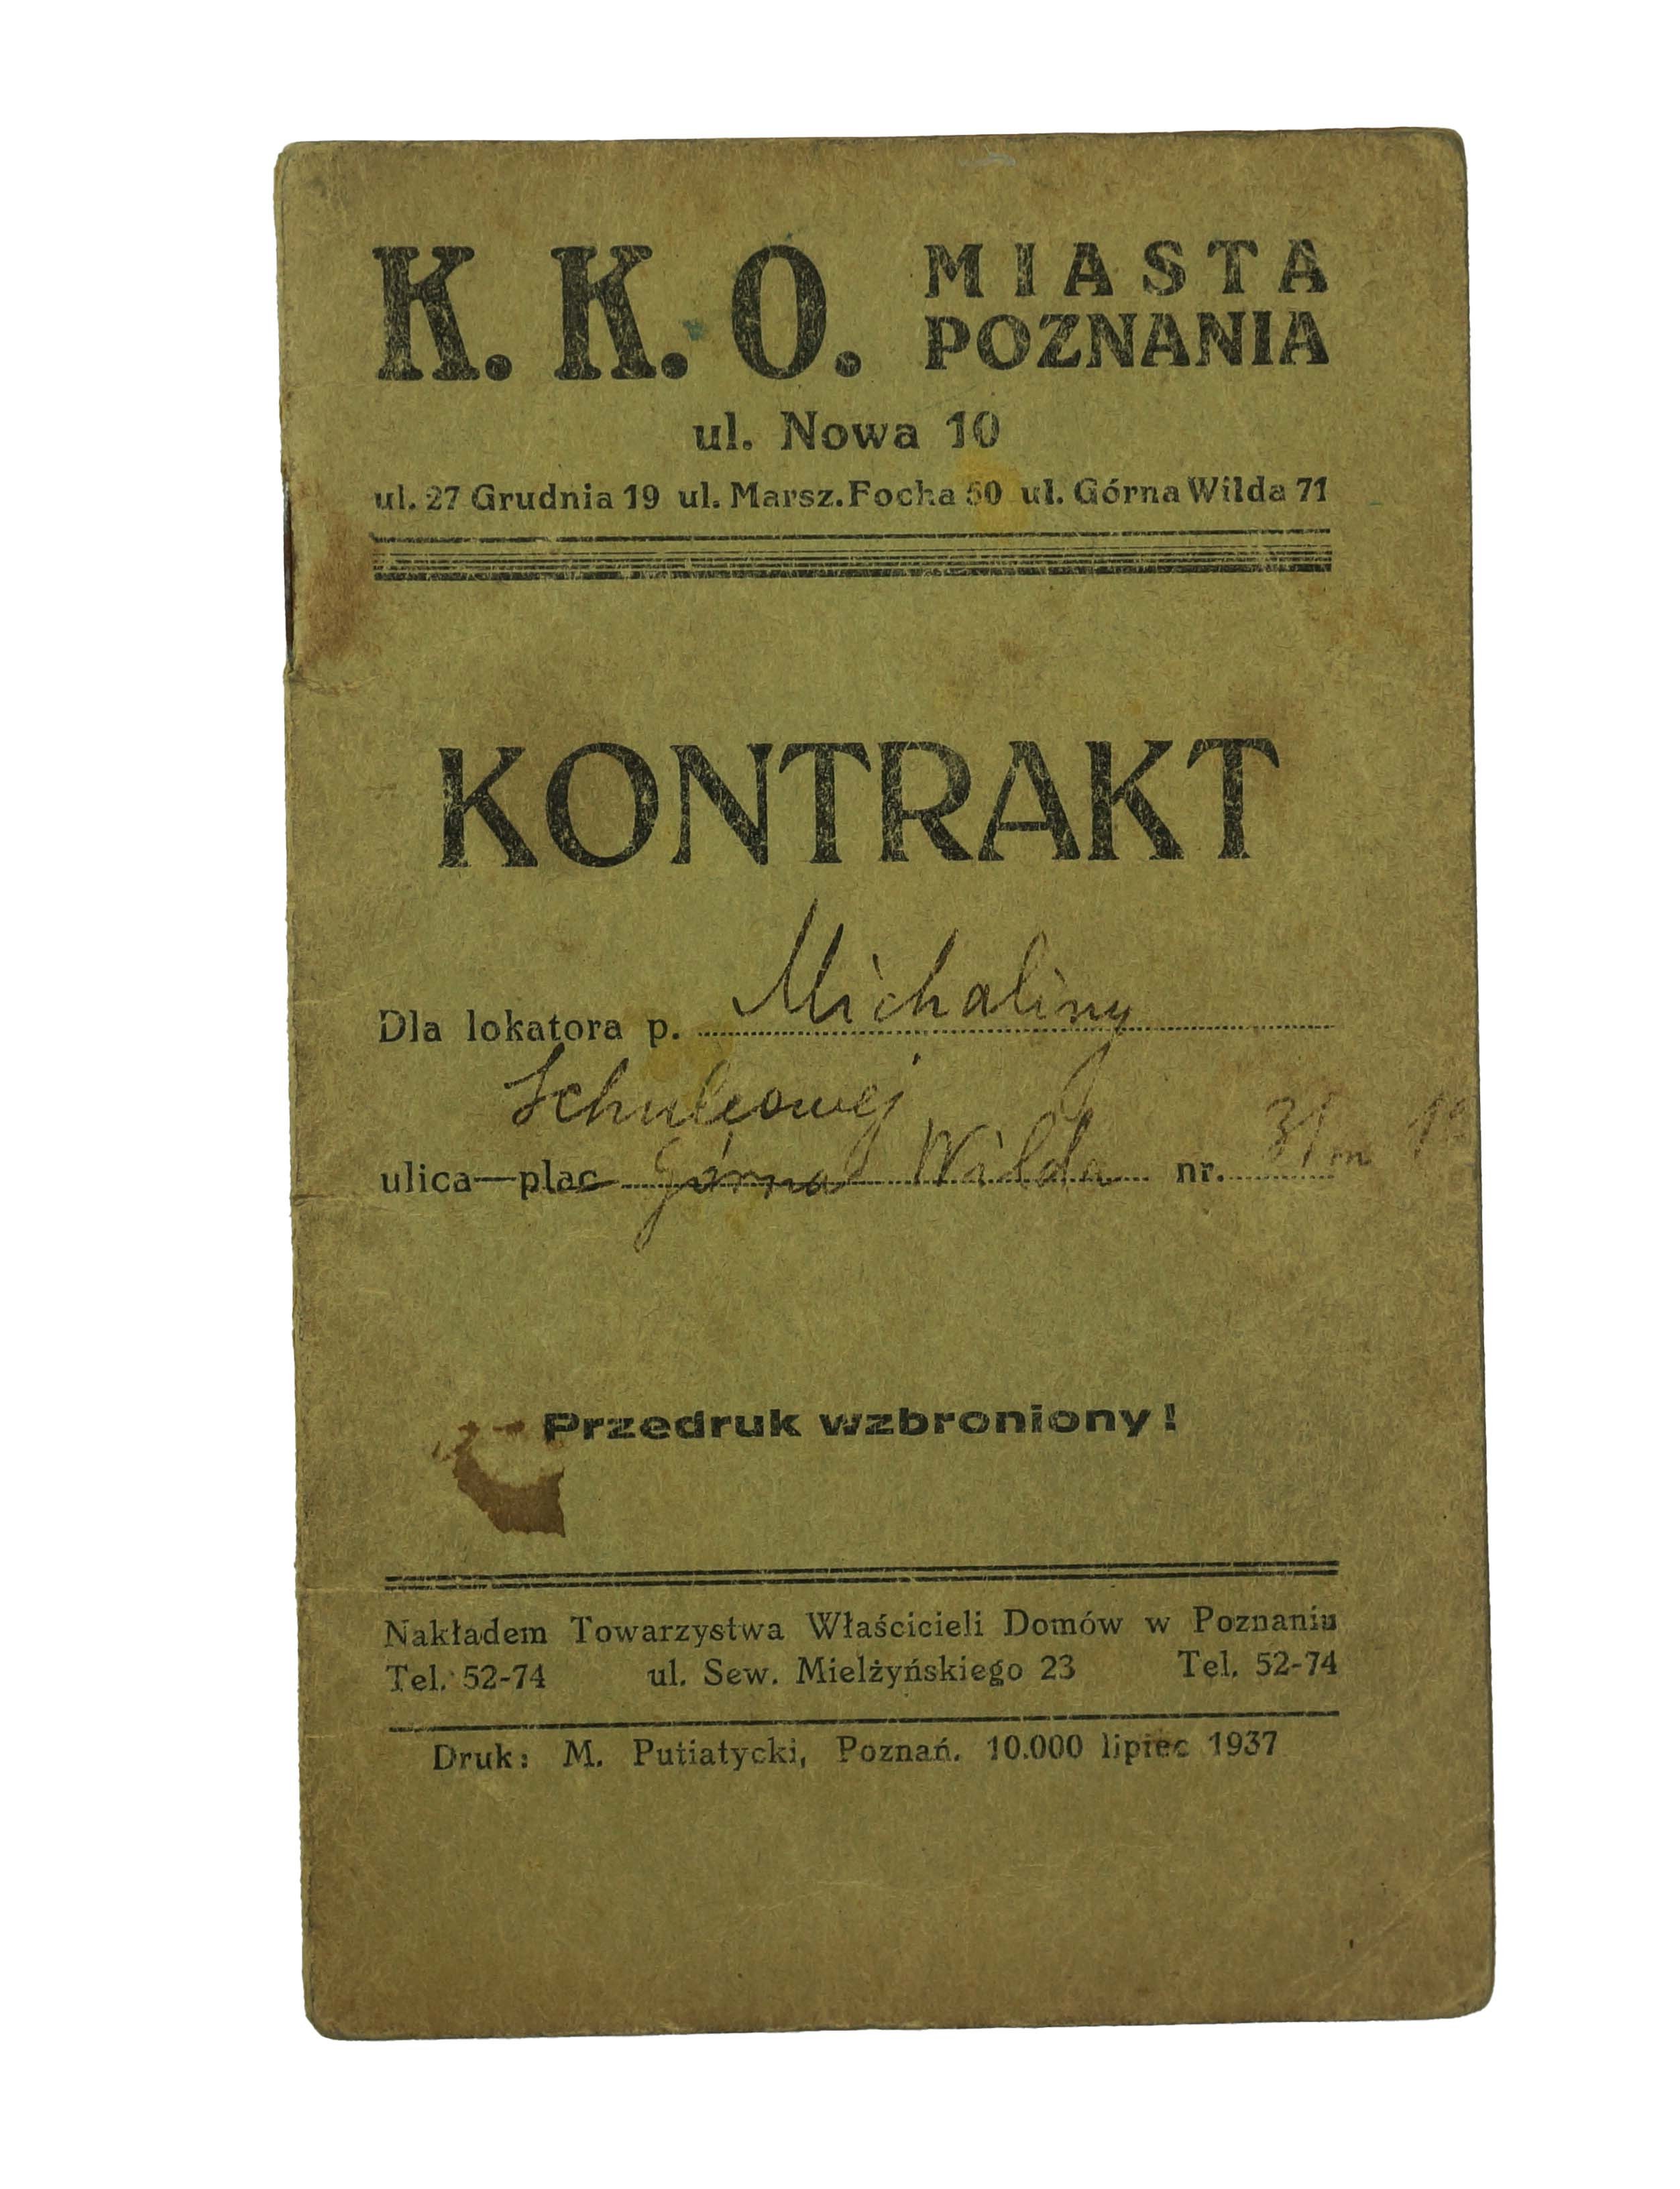 K. K. O. MIASTA POZNANIA
ul. Nowa 10
ul. 27 Grudnia 19 ul. Marsz. Focha 50 ul. Górna Wilda 71
KONTRAKT
Dla lokatora p. Michaliny
ulica—plac Górna Wilda nr. 31 m
Przedruk wzbroniony!
Nakładem Towarzystwa Właścicieli Domów w Poznaniu
Tel. 52-74 ul. Sew. Mielżyńskiego 23 Tel. 52-74
Druk: M. Putiatycki, Poznań. 10.000 lipiec 1937